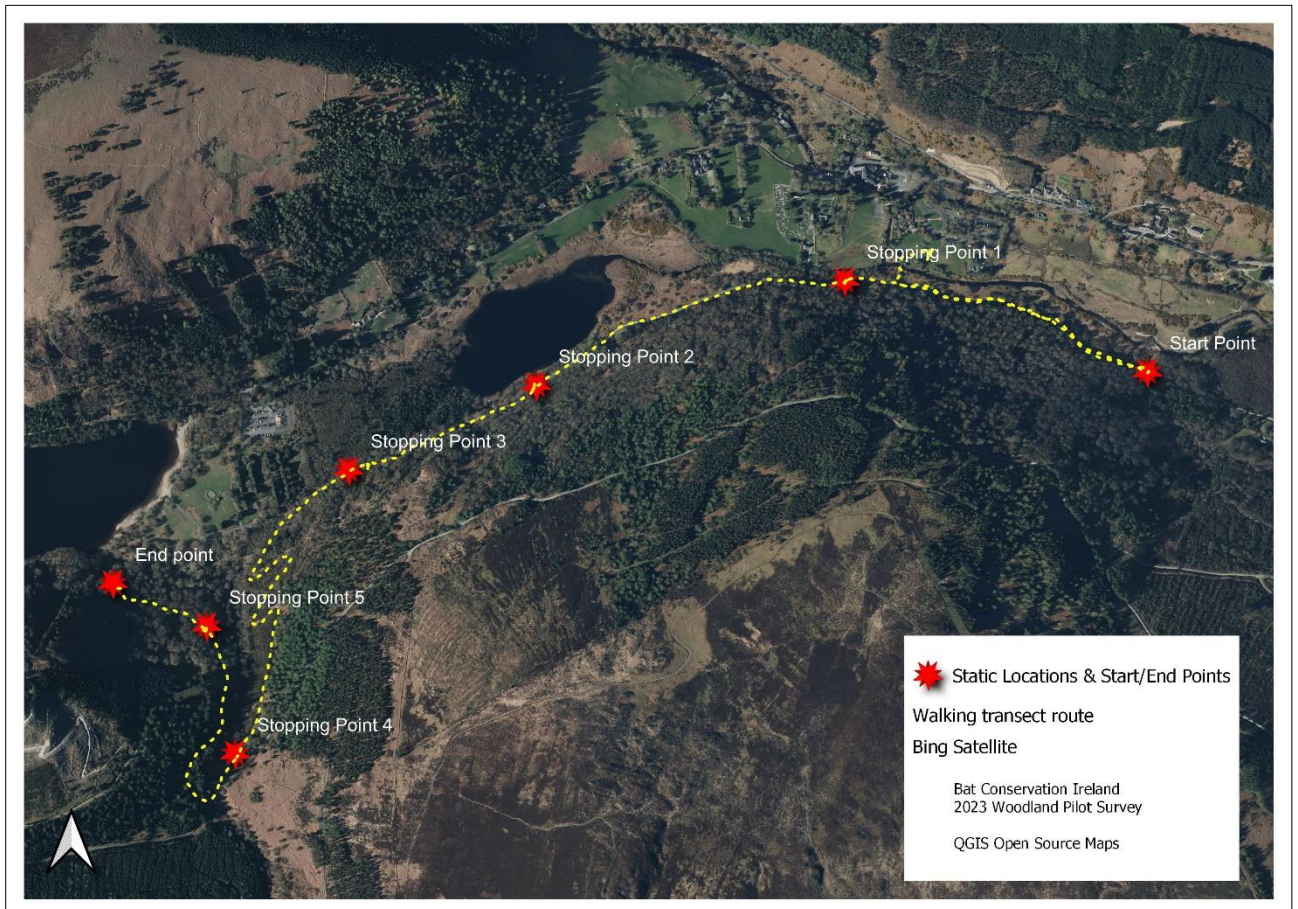 Stopping Point 1
Start Point
Stopping Point 2
Stopping Point 3
End point
Stopping Point 5
Stopping Point 4
Static Locations & Start/End Points
Walking transect route
Bing Satellite
Bat Conservation Ireland
2023 Woodland Pilot Survey
QGIS Open Source Maps